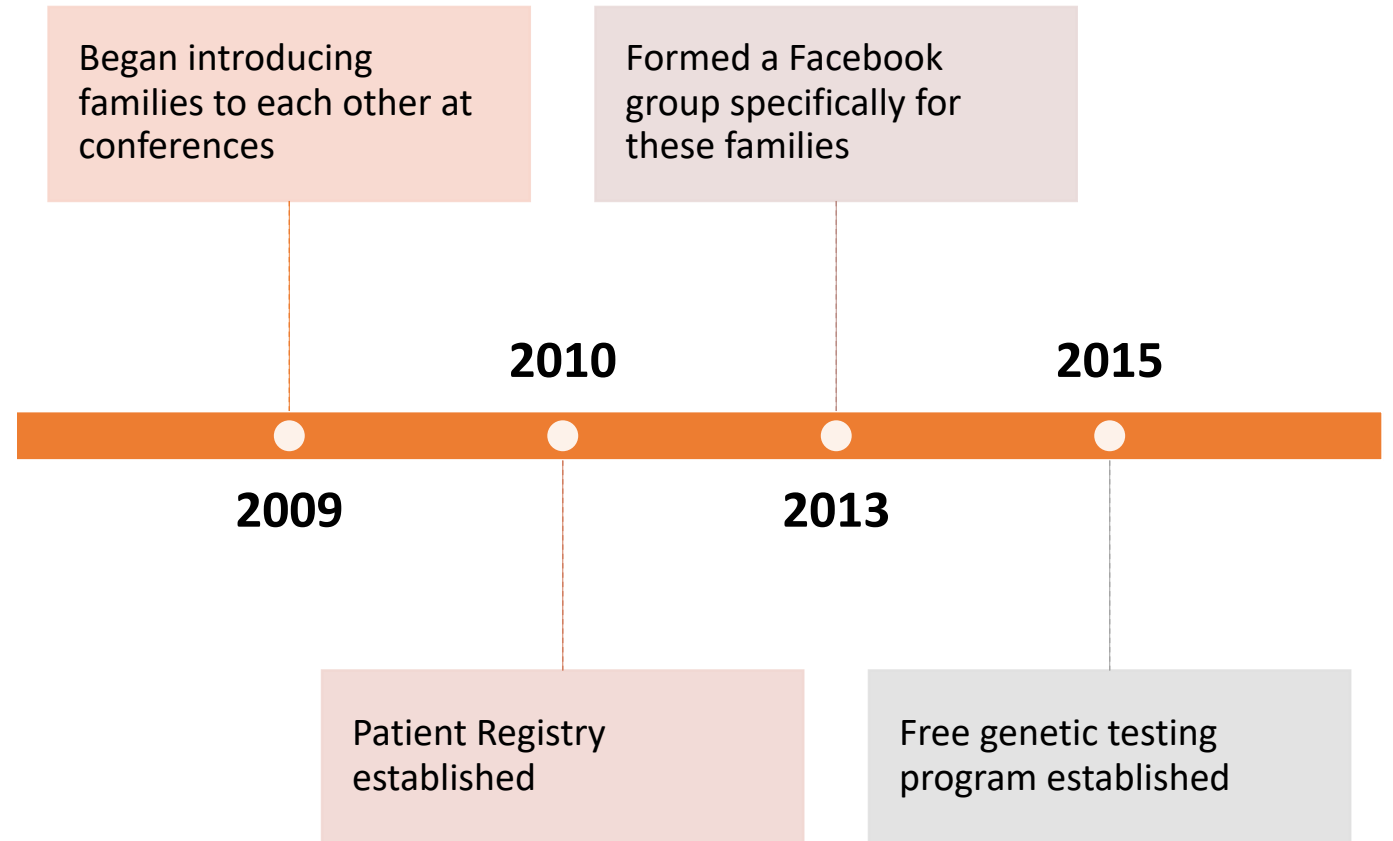 Began introducing
families to each other at
conferences
Formed a Facebook
group specifically for
these families
2010
2015
2009
2013
Patient Registry
established
Free genetic testing
program established